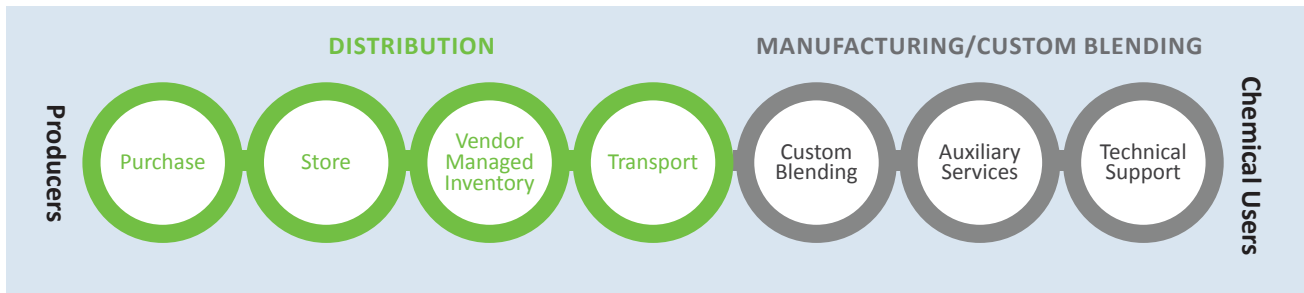 DISTRIBUTION
MANUFACTURING/CUSTOM BLENDING
Producers
Purchase
Store
Vendor
Managed
Inventory
Transport
Custom
Blending
Auxiliary
Services
Technical
Support
Chemical Users